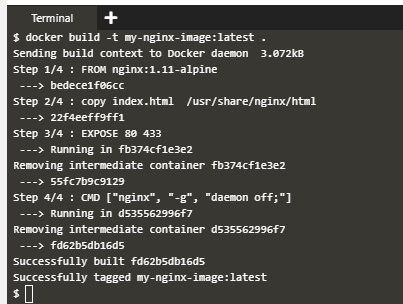 Terminal +
$ docker build -t my-nginx-image:latest .
Sending build context to Docker daemon  3.072kB
Step 1/4 : FROM nginx:1.11-alpine
 ---> bedece1f06cc
Step 2/4 : copy index.html  /usr/share/nginx/html
 ---> 22f4eeff9ff1
Step 3/4 : EXPOSE 80 433
 ---> Running in fb374cf1e3e2
Removing intermediate container fb374cf1e3e2
 ---> 55fc7b9c9129
Step 4/4 : CMD ["nginx", "-g", "daemon off;"]
 ---> Running in d535562996f7
Removing intermediate container d535562996f7
 ---> fd62b5db16d5
Successfully built fd62b5db16d5
Successfully tagged my-nginx-image:latest
$